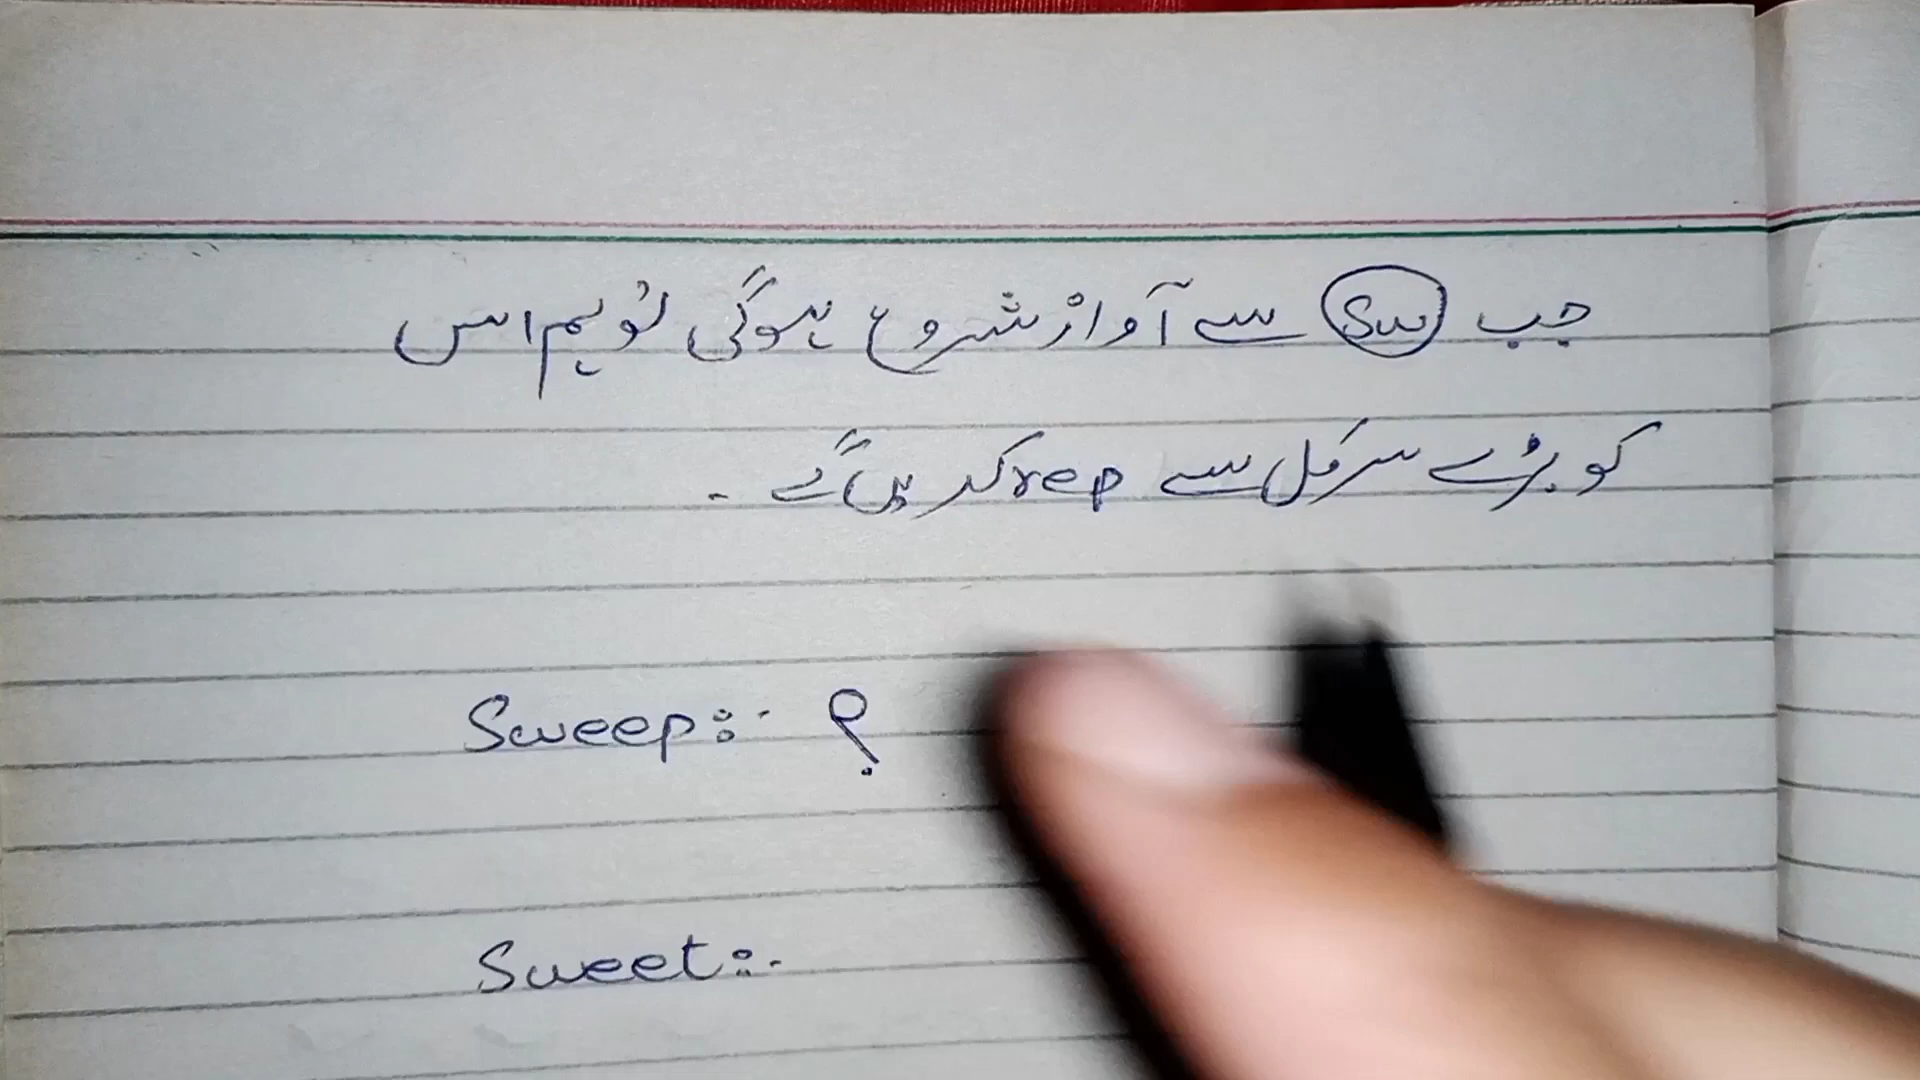 جب Sw سے آواز شروع ہوگی تو ہم اس
کو بڑے سرکل سے rep کریں گے ۔
Sweep:-
Sweet:-